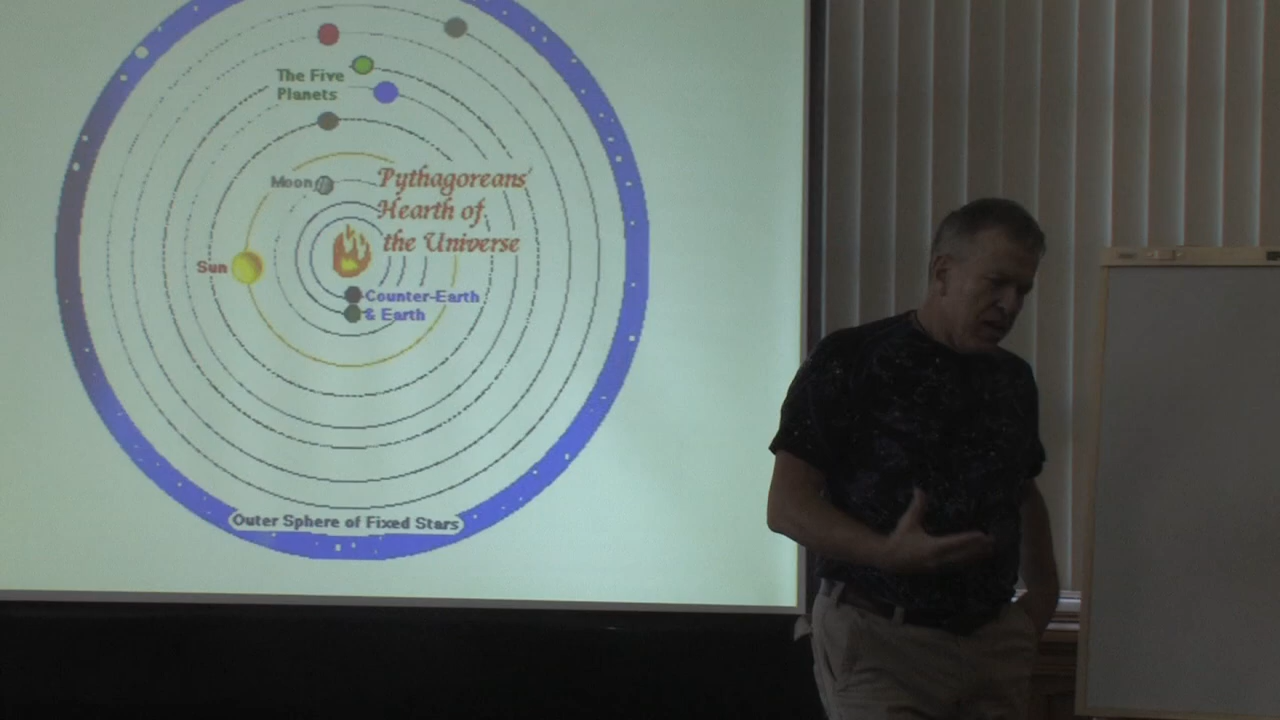 The Five
Planets
Moon
Pythagoreans'
Hearth of
the Universe
Sun
Counter-Earth
& Earth
Outer Sphere of Fixed Stars